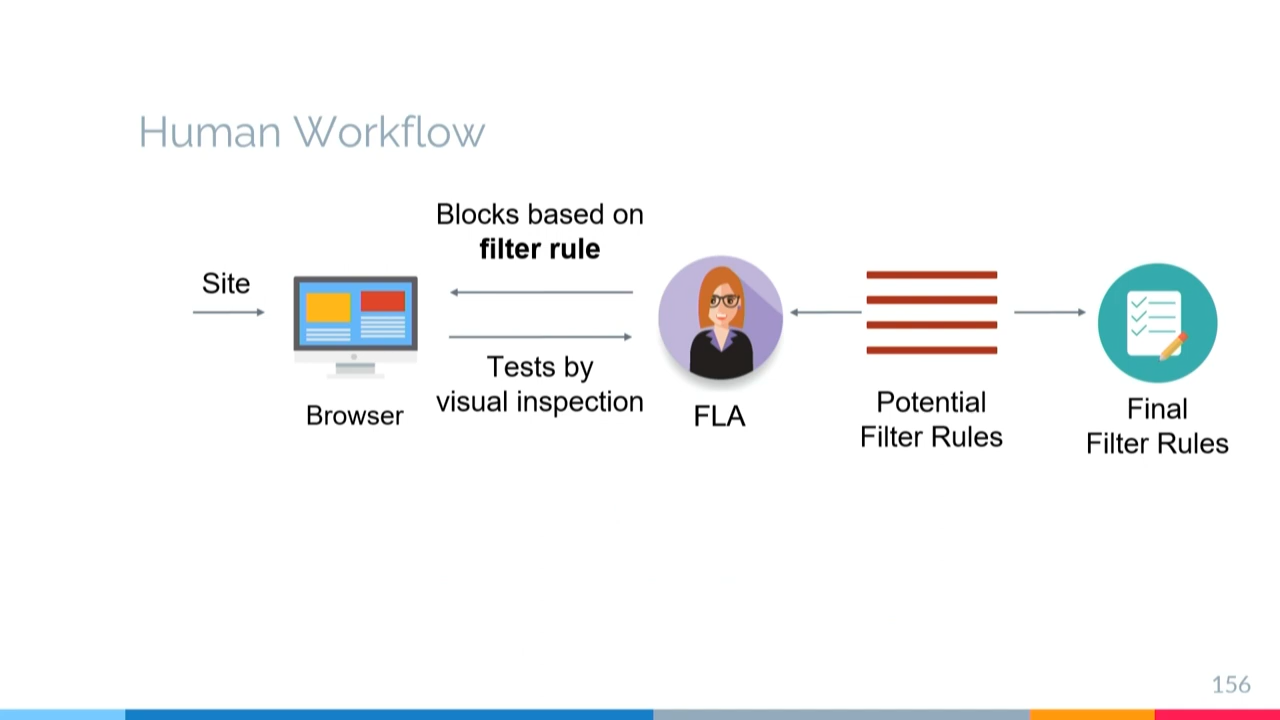 Human Workflow
Blocks based on
filter rule
Site
Tests by
visual inspection
Browser
FLA
Potential
Filter Rules
Final
Filter Rules
156